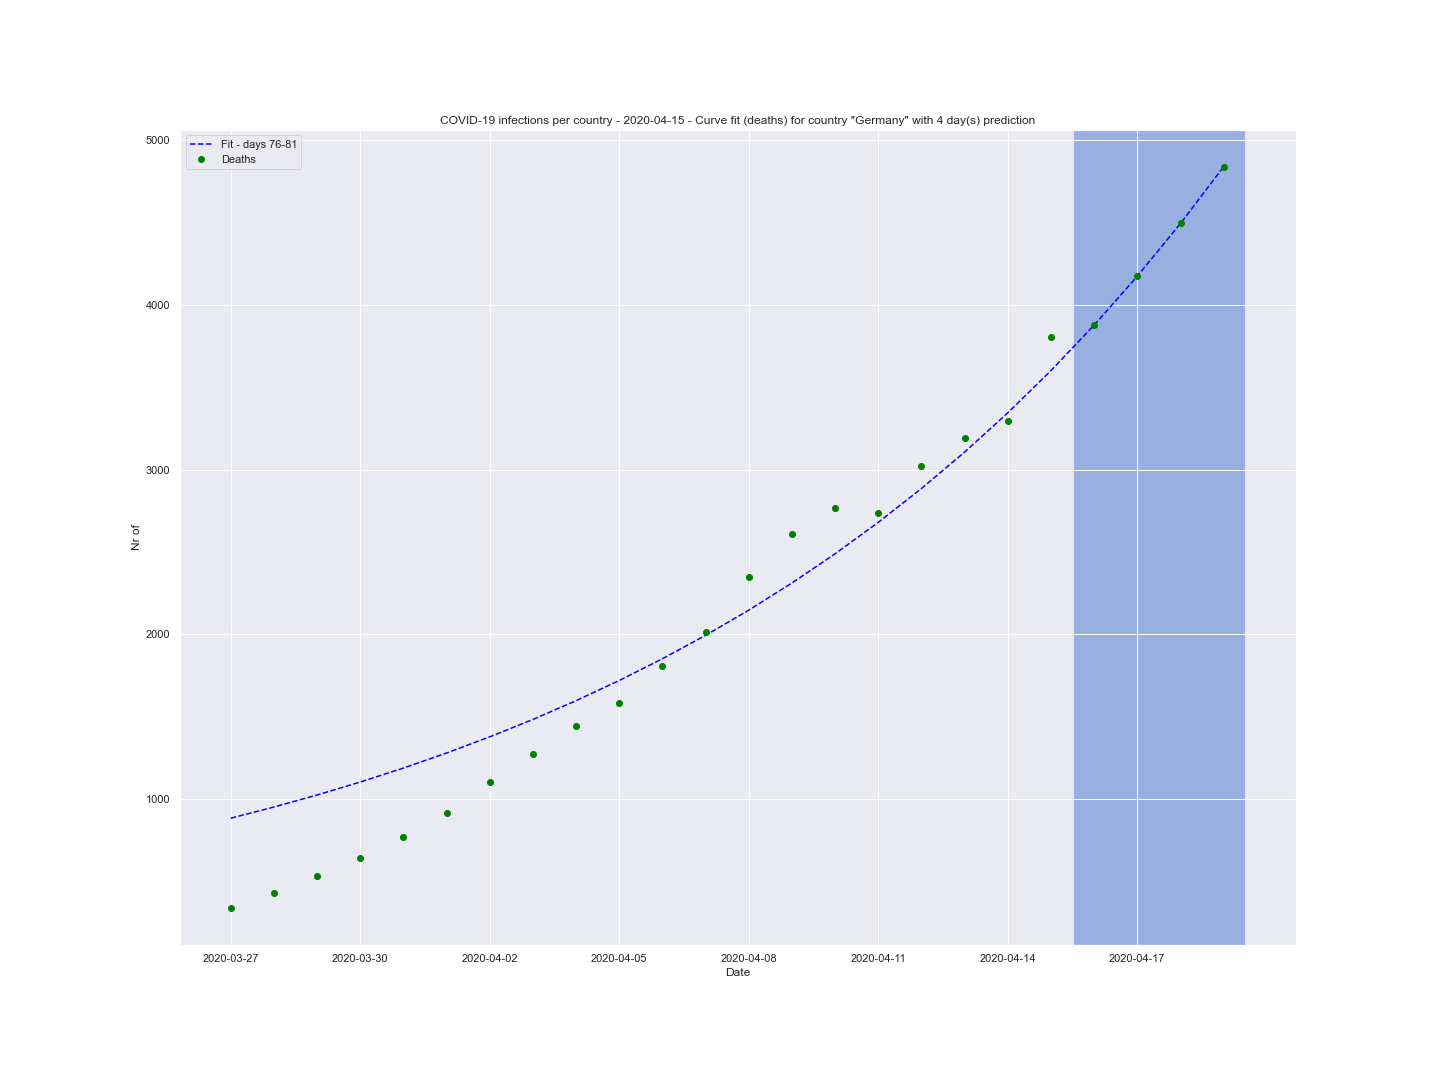 COVID-19 infections per country - 2020-04-15 - Curve fit (deaths) for country "Germany" with 4 day(s) prediction
Fit - days 76-81
Deaths
5000
4000
3000
2000
1000
Nr of
2020-03-27 2020-03-30 2020-04-02 2020-04-05 2020-04-08 2020-04-11 2020-04-14 2020-04-17
Date